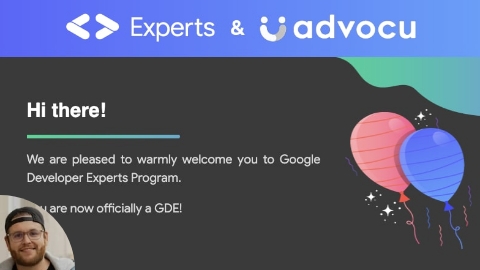 Experts & advocu
Hi there!
We are pleased to warmly welcome you to Google
Developer Experts Program.
are now officially a GDE!